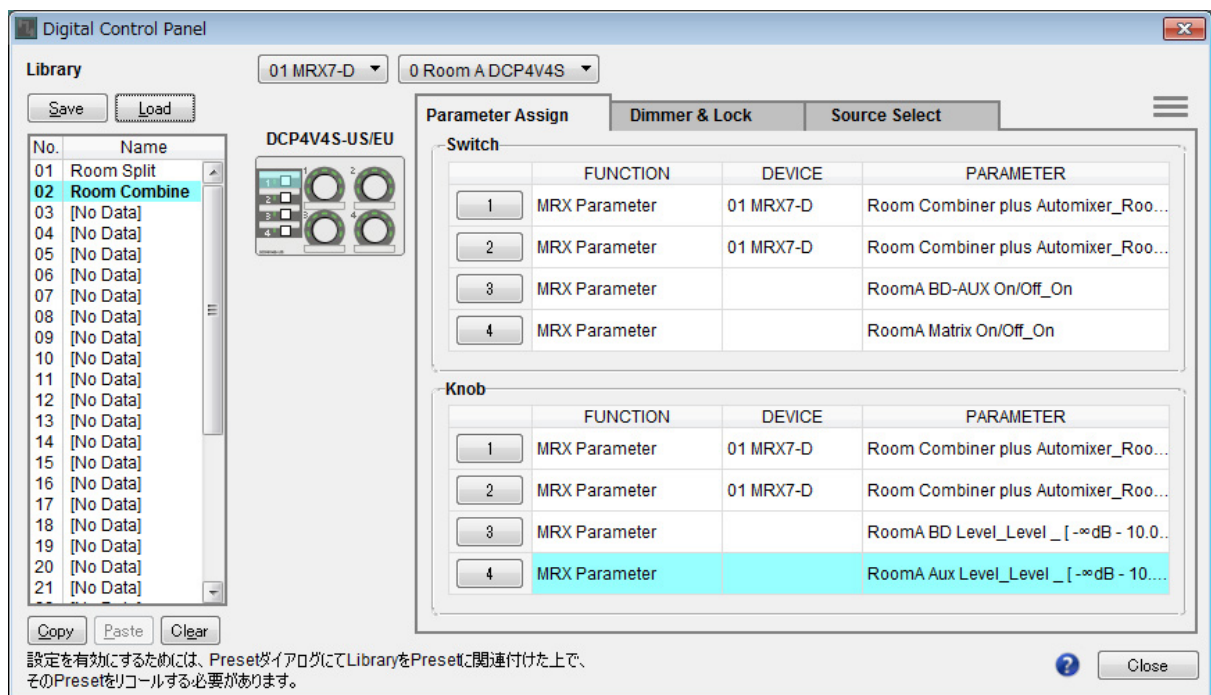 Digital Control Panel
Library
01 MRX7-D
0 Room A DCP4V4S
Save
Load
Parameter Assign
Dimmer & Lock
Source Select
No. Name
01 Room Split
02 Room Combine
03 [No Data]
04 [No Data]
05 [No Data]
06 [No Data]
07 [No Data]
08 [No Data]
09 [No Data]
10 [No Data]
11 [No Data]
12 [No Data]
13 [No Data]
14 [No Data]
15 [No Data]
16 [No Data]
17 [No Data]
18 [No Data]
19 [No Data]
20 [No Data]
21 [No Data]
Copy
Paste
Clear
DCP4V4S-US/EU
1 2
1
2
3 3 4
4
Switch
FUNCTION DEVICE PARAMETER
1 MRX Parameter 01 MRX7-D Room Combiner plus Automixer_Roo...
2 MRX Parameter 01 MRX7-D Room Combiner plus Automixer_Roo...
3 MRX Parameter RoomA BD-AUX On/Off_On
4 MRX Parameter RoomA Matrix On/Off_On
Knob
FUNCTION DEVICE PARAMETER
1 MRX Parameter 01 MRX7-D Room Combiner plus Automixer_Roo...
2 MRX Parameter 01 MRX7-D Room Combiner plus Automixer_Roo...
3 MRX Parameter RoomA BD Level_Level _ [ -∞dB - 10.0..
4 MRX Parameter RoomA Aux Level_Level _ [ -∞dB - 10....
設定を有効にするためには、PresetダイアログにてLibraryをPresetに関連付けた上で、
そのPresetをリコールする必要があります。
?
Close